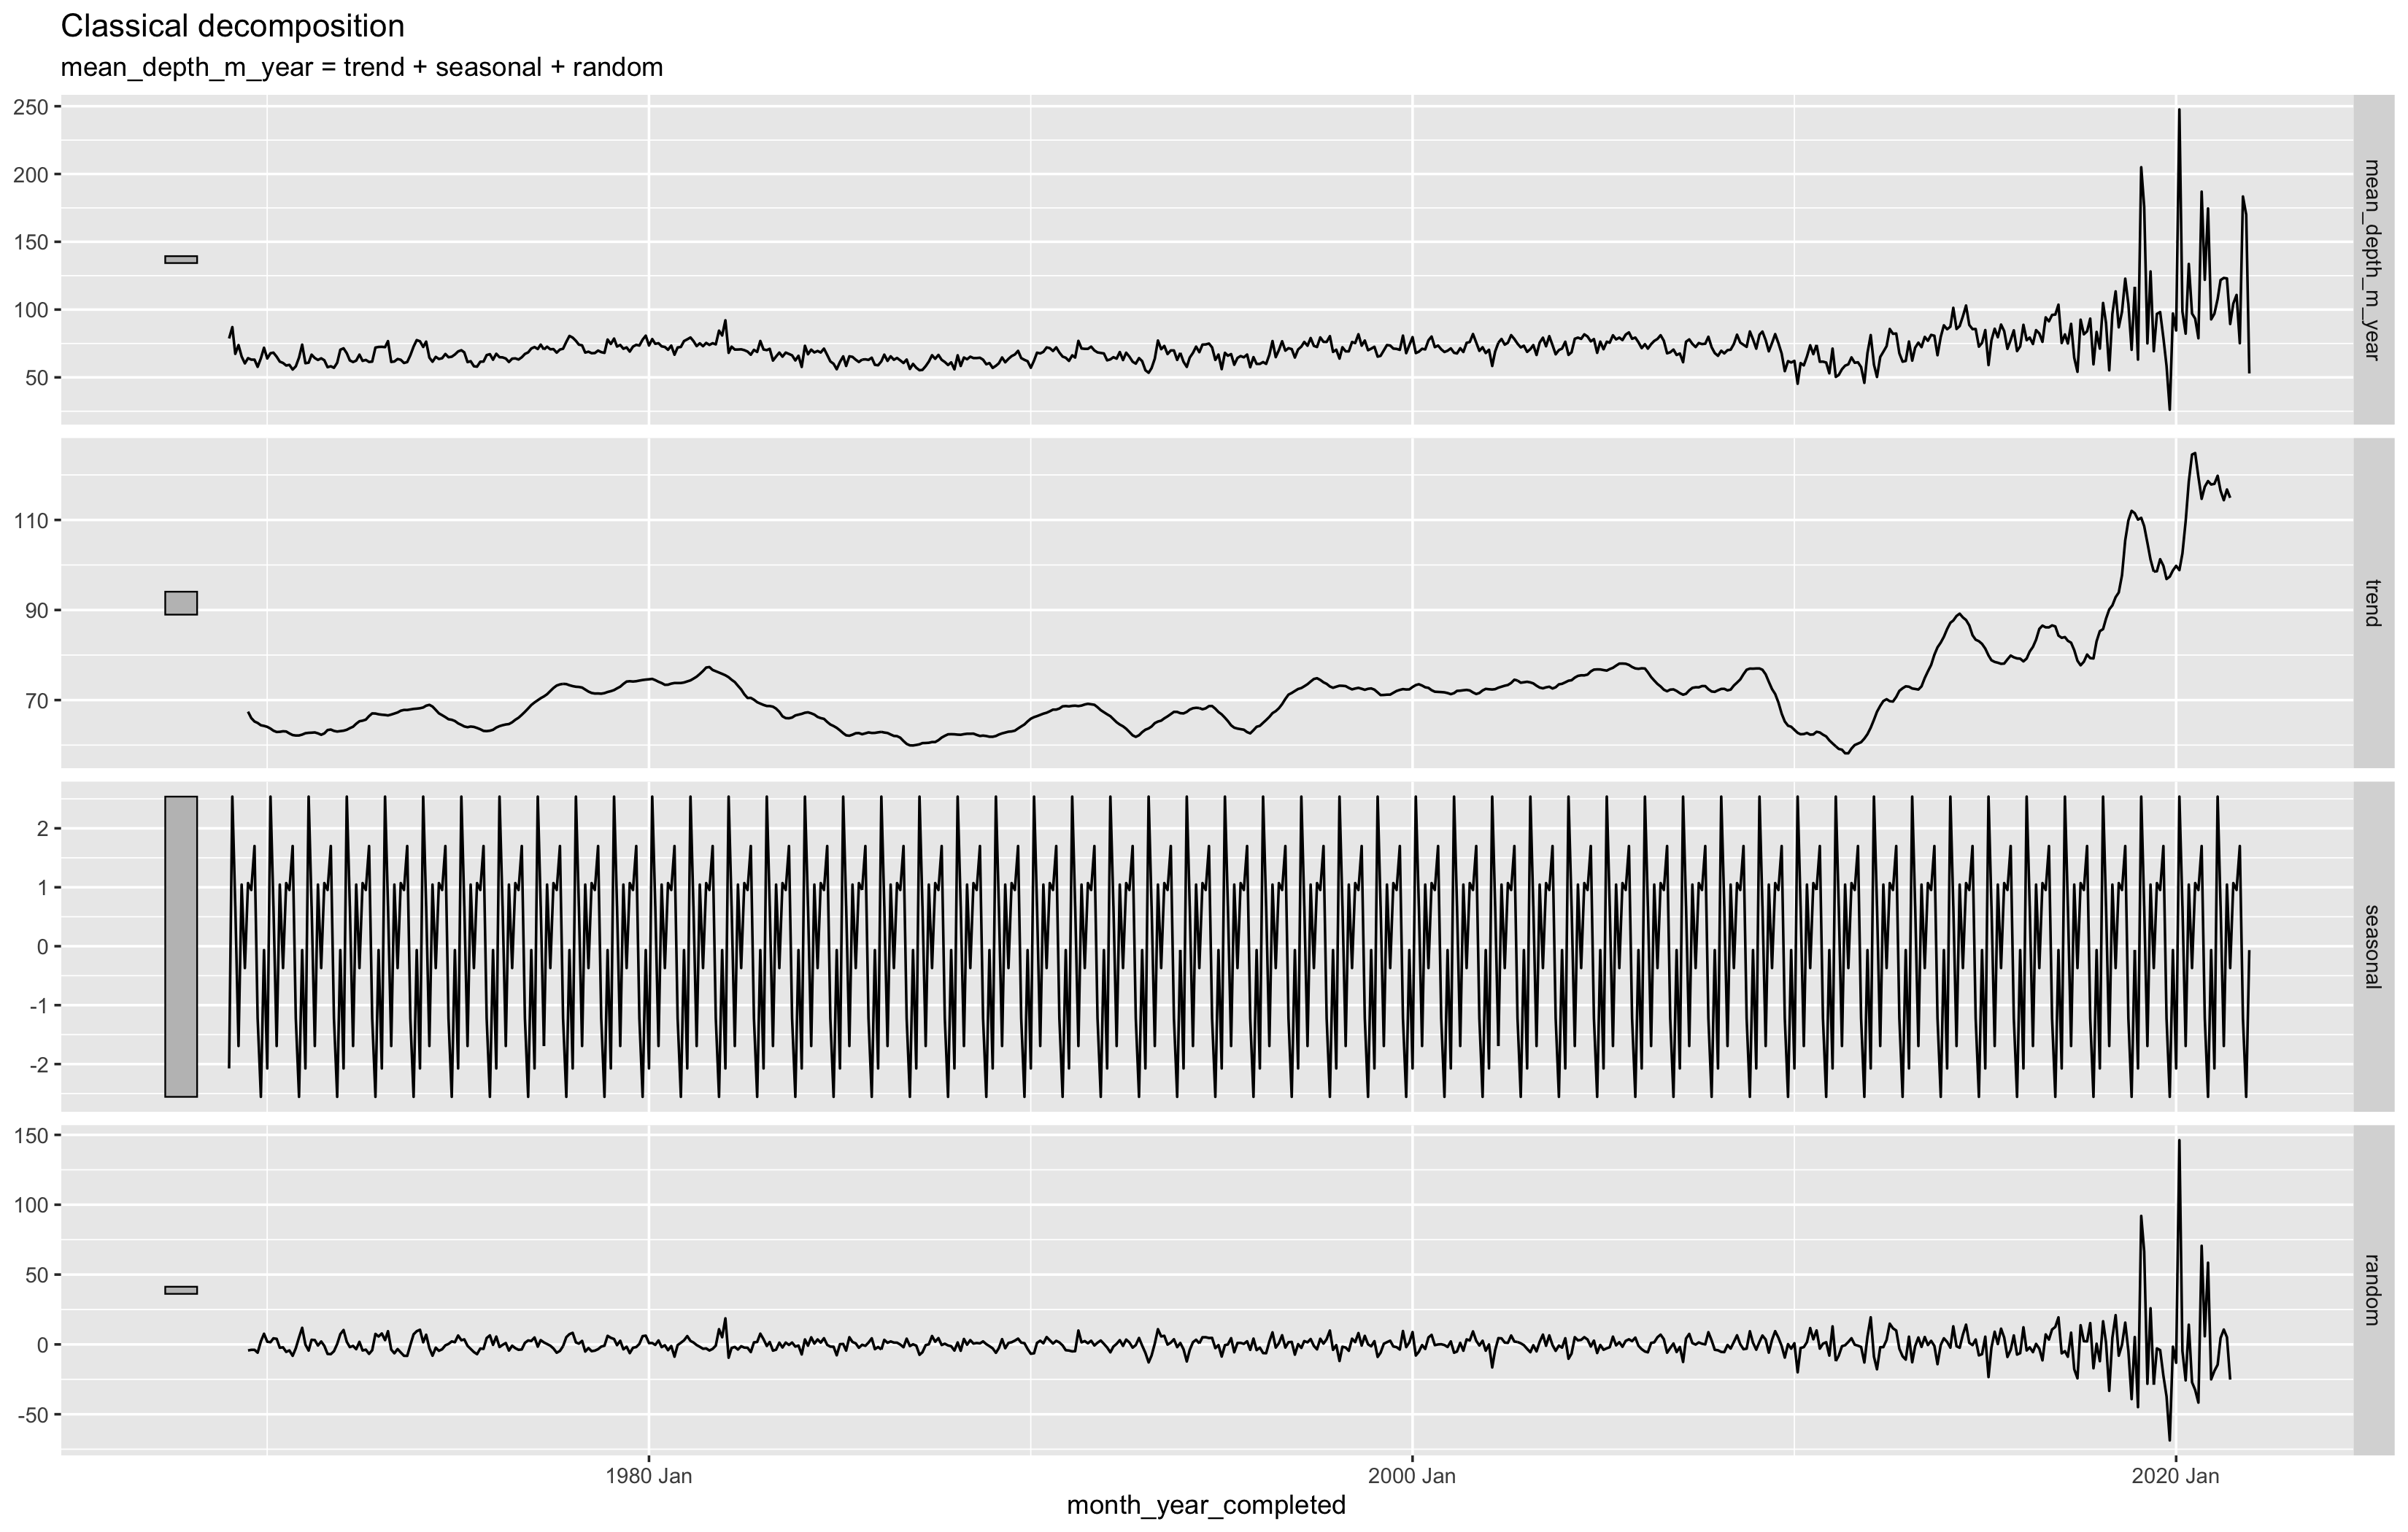 Classical decomposition
mean_depth_m_year = trend + seasonal + random
250
200
150
100
50
mean_depth_m_year
110
90
70
trend
2
1
0
-1
-2
seasonal
150
100
50
0
-50
random
1980 Jan
2000 Jan
2020 Jan
month_year_completed